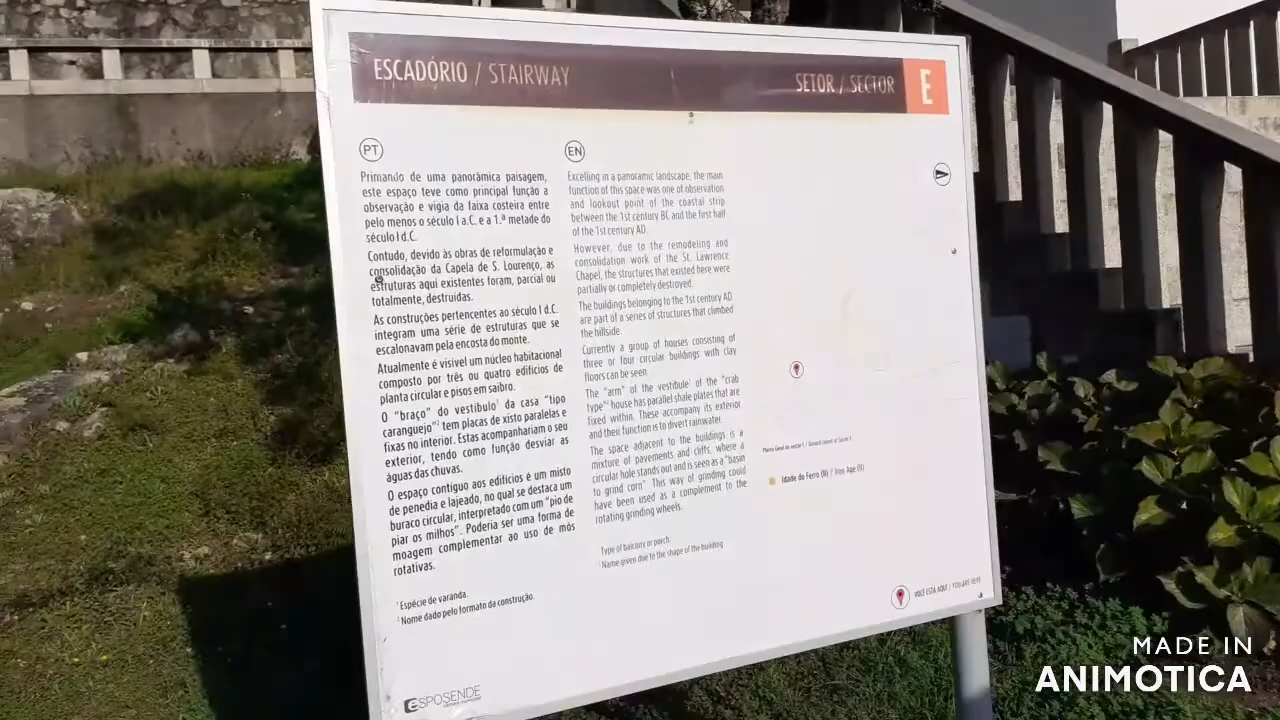 ESCADÓRIO / STAIRWAY
SETOR / SECTOR E
PT
Primando de uma panorâmica paisagem,
este espaço teve como principal função a
observação e vigia da faixa costeira entre
pelo menos o século I a.C. e a 1.ª metade do
século I d.C.
Contudo, devido às obras de reformulação e
consolidação da Capela de S. Lourenço, as
estruturas aqui existentes foram, parcial ou
totalmente, destruídas.
As construções pertencentes ao século I d.C.
integram uma série de estruturas que se
escalonavam pela encosta do monte.
Atualmente é visível um núcleo habitacional
composto por três ou quatro edifícios de
planta circular e pisos em saibro.
O "braço" do vestíbulo¹ da casa "tipo
caranguejo"² tem placas de xisto paralelas e
fixas no interior. Estas acompanhariam o seu
exterior, tendo como função desviar as
águas das chuvas.
O espaço contíguo aos edifícios é um misto
de penedia e lajeado, no qual se destaca um
buraco circular, interpretado com um "pio de
piar os milhos". Poderia ser uma forma de
moagem complementar ao uso de mós
rotativas.
¹ Espécie de varanda.
² Nome dado pelo formato da construção.
EN
Excelling in a panoramic landscape, the main
function of this space was one of observation
and lookout point of the coastal strip
between the 1st century BC and the first half
of the 1st century AD.
However, due to the remodeling and
consolidation work of the St. Lawrence
Chapel, the structures that existed here were
partially or completely destroyed.
The buildings belonging to the 1st century AD
are part of a series of structures that climbed
the hillside.
Currently a group of houses consisting of
three or four circular buildings with clay
floors can be seen.
The "arm" of the vestibule¹ of the "crab
type"² house has parallel shale plates that are
fixed within. These accompany its exterior
and their function is to divert rainwater.
The space adjacent to the buildings is a
mixture of pavements and cliffs, where a
circular hole stands out and is seen as a "basin
to grind corn". This way of grinding could
have been used as a complement to the
rotating grinding wheels.
Type of balcony or porch.
² Name given due to the shape of the building
Planta Geral do sector E / General layout of Sector E
Idade do Ferro (N) / Iron Age (N)
VOCÊ ESTÁ AQUI / YOU ARE HERE
ESPOSENDE
MADE IN
ANIMOTICA